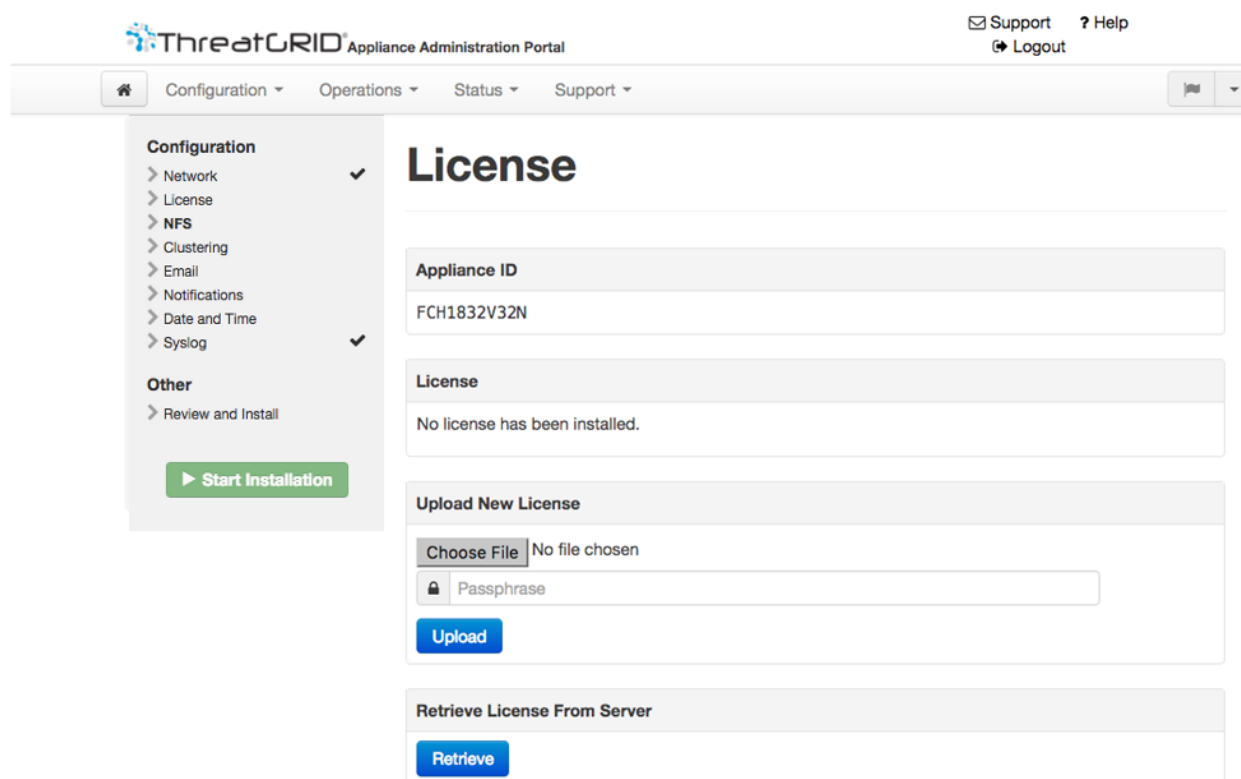 ThreatGRID® Appliance Administration Portal
Support ? Help
Logout
Configuration Operations Status Support
Configuration
Network
License
NFS
Clustering
Email
Notifications
Date and Time
Syslog
Other
Review and Install
Start Installation
License
Appliance ID
FCH1832V32N
License
No license has been installed.
Upload New License
Choose File No file chosen
Passphrase
Upload
Retrieve License From Server
Retrieve